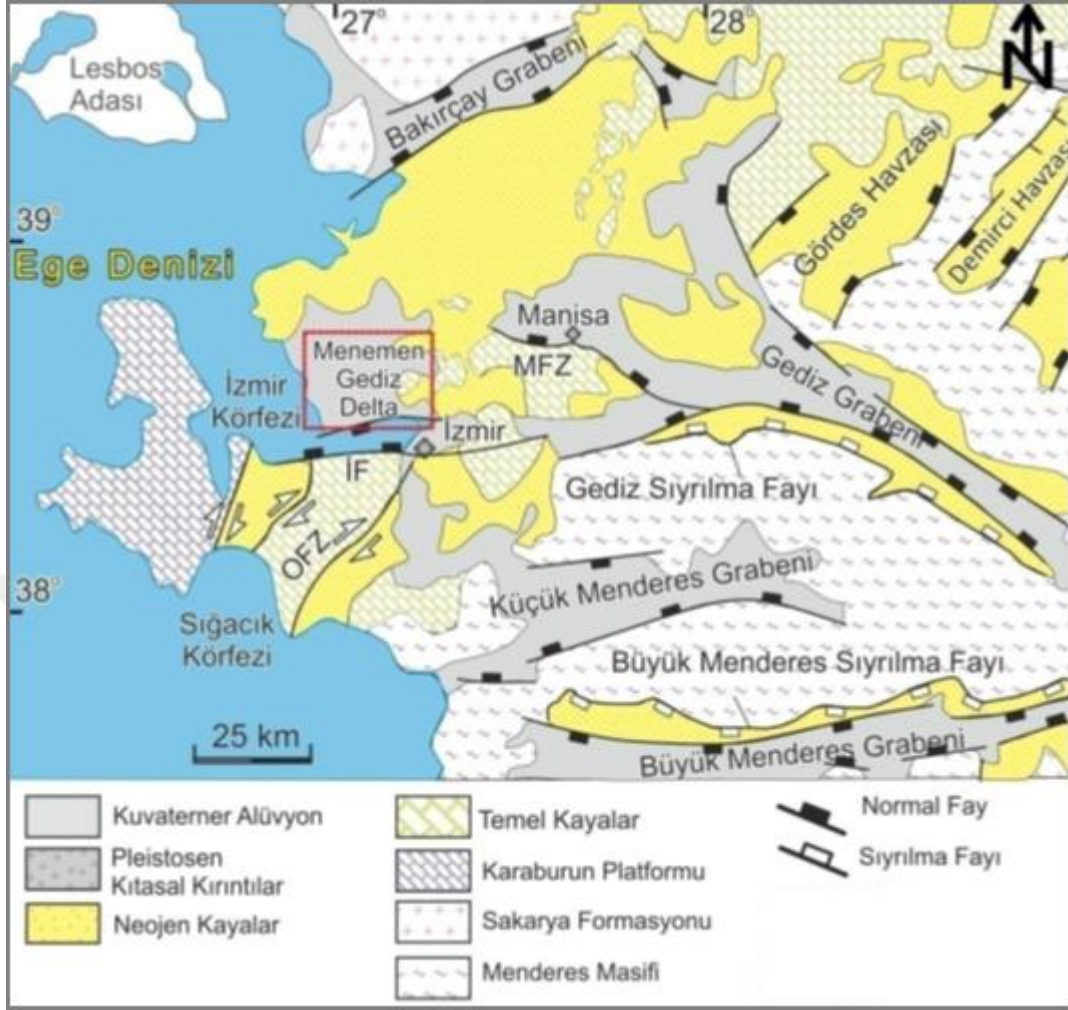 27°
28°
N
Lesbos
Adası
Bakırçay Grabeni
Gördes Havzası
Demirci Havzası
39°
Ege Denizi
Manisa
MFZ
Menemen
Gediz
Delta
İzmir
Körfezi
Gediz Grabeni
İzmir
İF
Gediz Sıyrılma Fayı
OFZ
38°
Küçük Menderes Grabeni
Sığacık
Körfezi
Büyük Menderes Sıyrılma Fayı
25 km
Büyük Menderes Grabeni
Kuvaterner Alüvyon
Pleistosen
Kıtasal Kırıntılar
Neojen Kayalar
Temel Kayalar
Karaburun Platformu
Sakarya Formasyonu
Menderes Masifi
Normal Fay
Sıyrılma Fayı